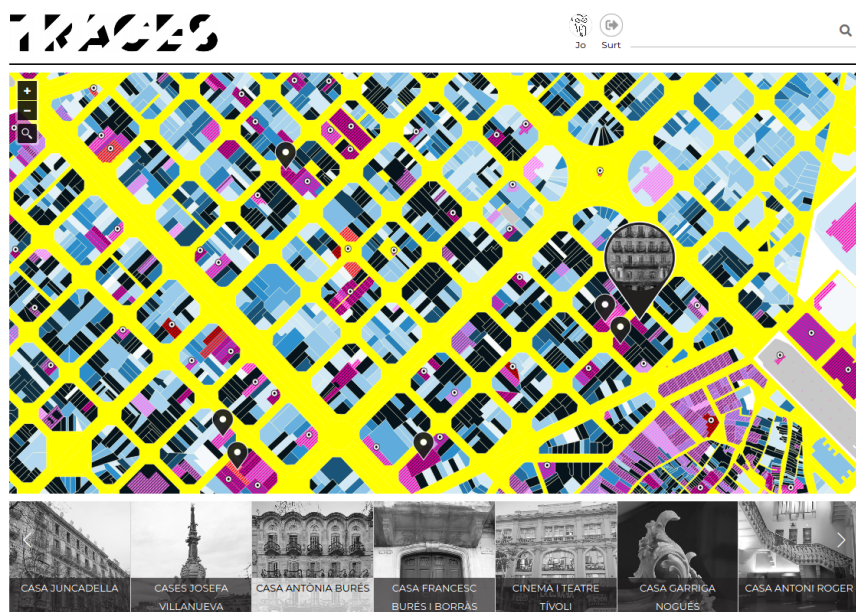 TRACES
Jo
Surt
+
-
CASA JUNCADELLA
CASES JOSEFA
VILLANUEVA
CASA ANTÒNIA BURÉS
CASA FRANCESC
BURÉS I BORRÀS
CINEMA I TEATRE
TÍVOLI
CASA GARRIGA
NOGUÉS
CASA ANTONI ROGER